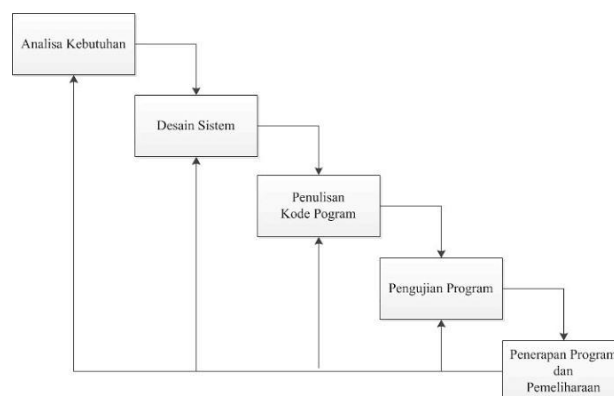 Analisa Kebutuhan
Desain Sistem
Penulisan
Kode Pogram
Pengujian Program
Penerapan Program
dan
Pemeliharaan